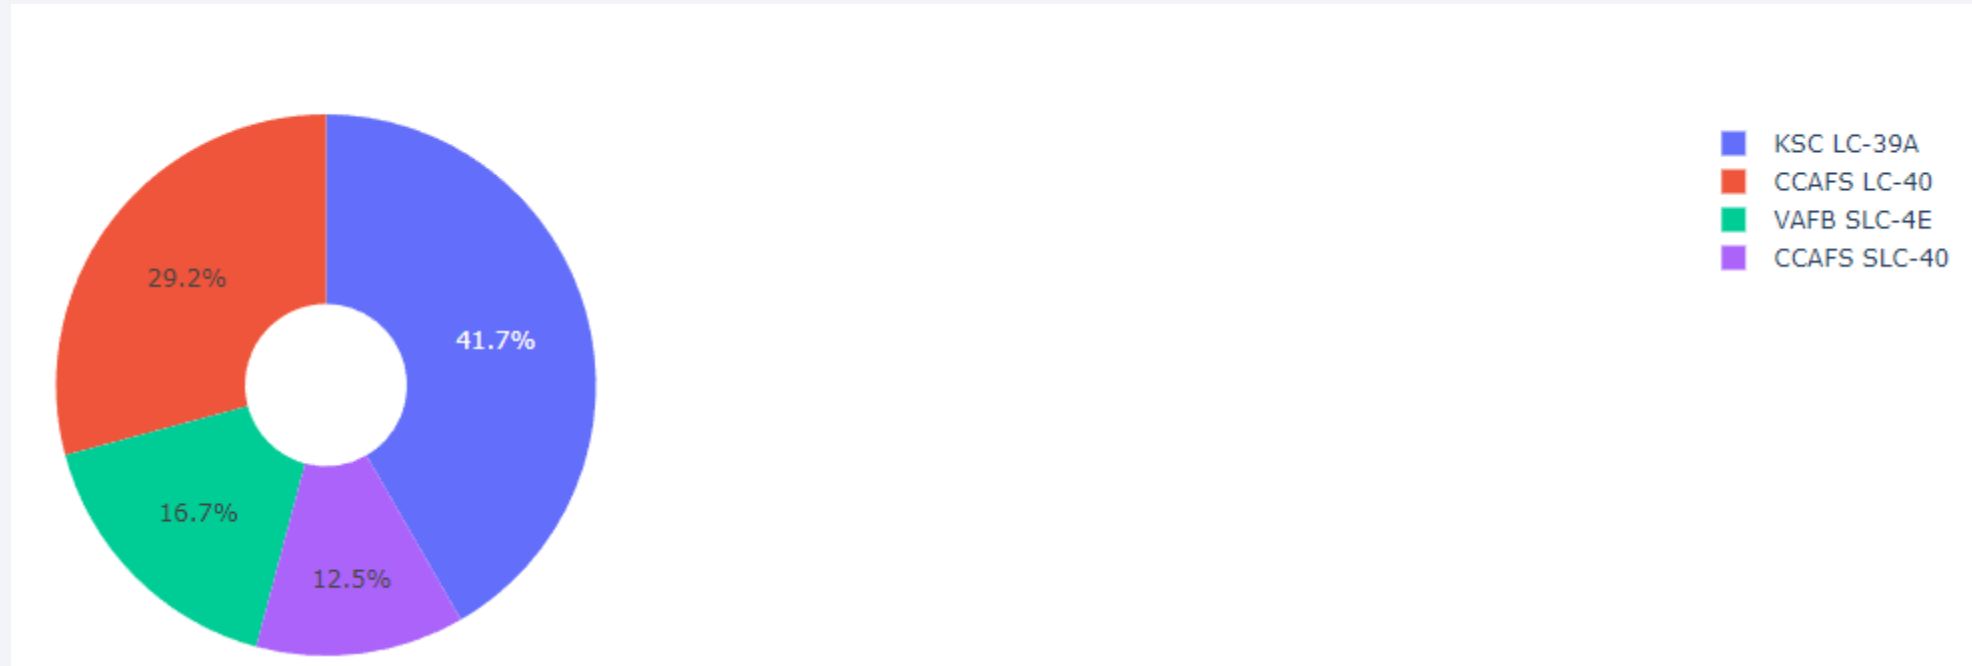 29.2%
41.7%
16.7%
12.5%
KSC LC-39A
CCAFS LC-40
VAFB SLC-4E
CCAFS SLC-40